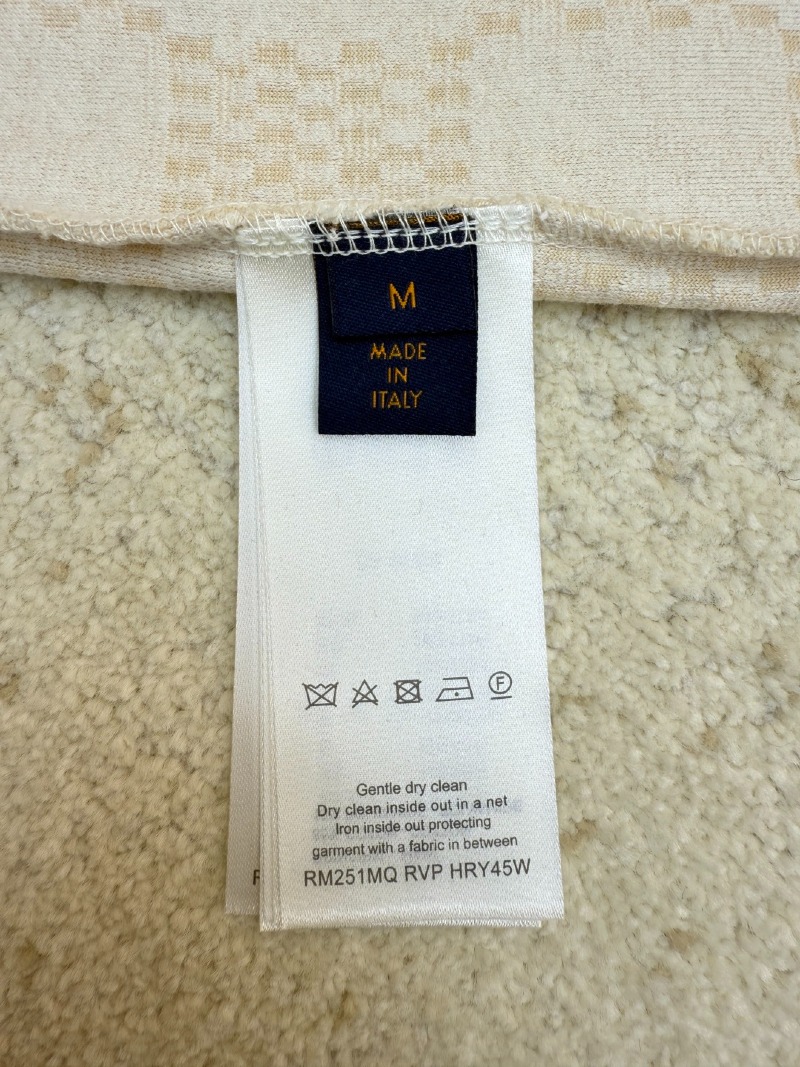 M
MADE
IN
ITALY
F
Gentle dry clean
Dry clean inside out in a net
Iron inside out protecting
garment with a fabric in between
RM251MQ RVP HRY45W